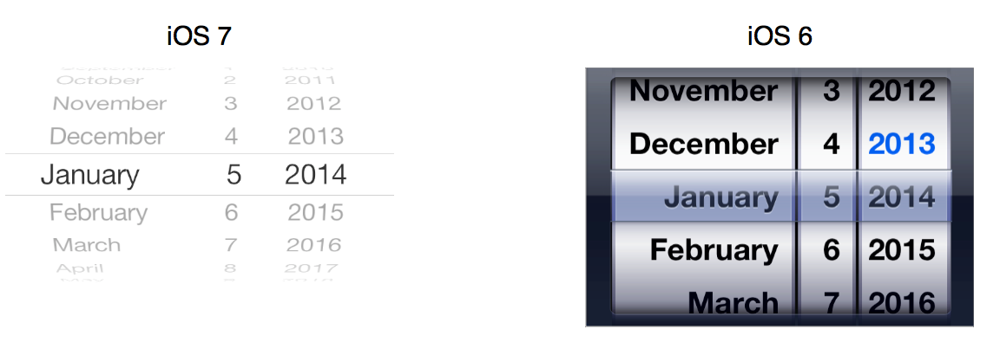 iOS 7
October 2 2011
November 3 2012
December 4 2013
January 5 2014
February 6 2015
March 7 2016
April 8 2017
iOS 6
November 3 2012
December 4 2013
January 5 2014
February 6 2015
March 7 2016